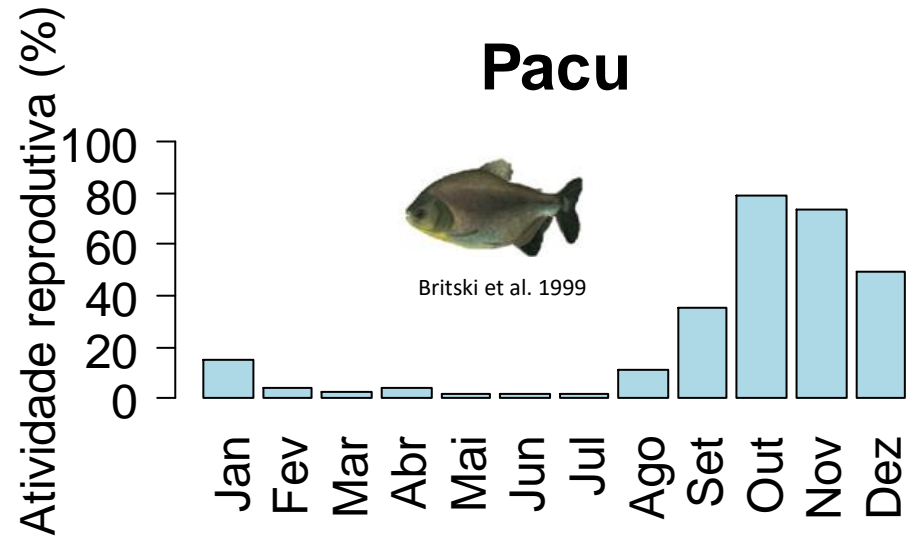 Pacu
Atividade reprodutiva (%)
100
80
60
40
20
0
Britski et al. 1999
Jan
Fev
Mar
Abr
Mai
Jun
Jul
Ago
Set
Out
Nov
Dez